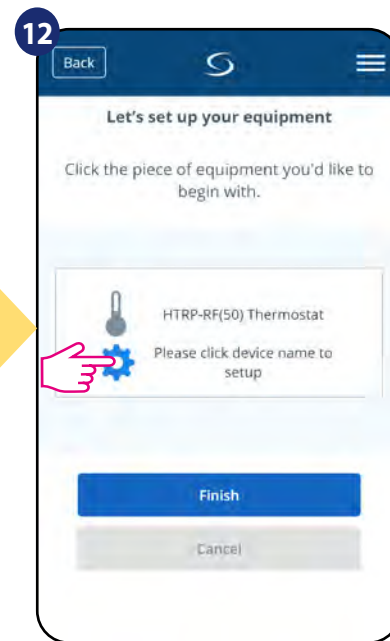 12
Back
Let's set up your equipment
Click the piece of equipment you'd like to
begin with.
HTRP-RF(50) Thermostat
Please click device name to
setup
Finish
Cancel